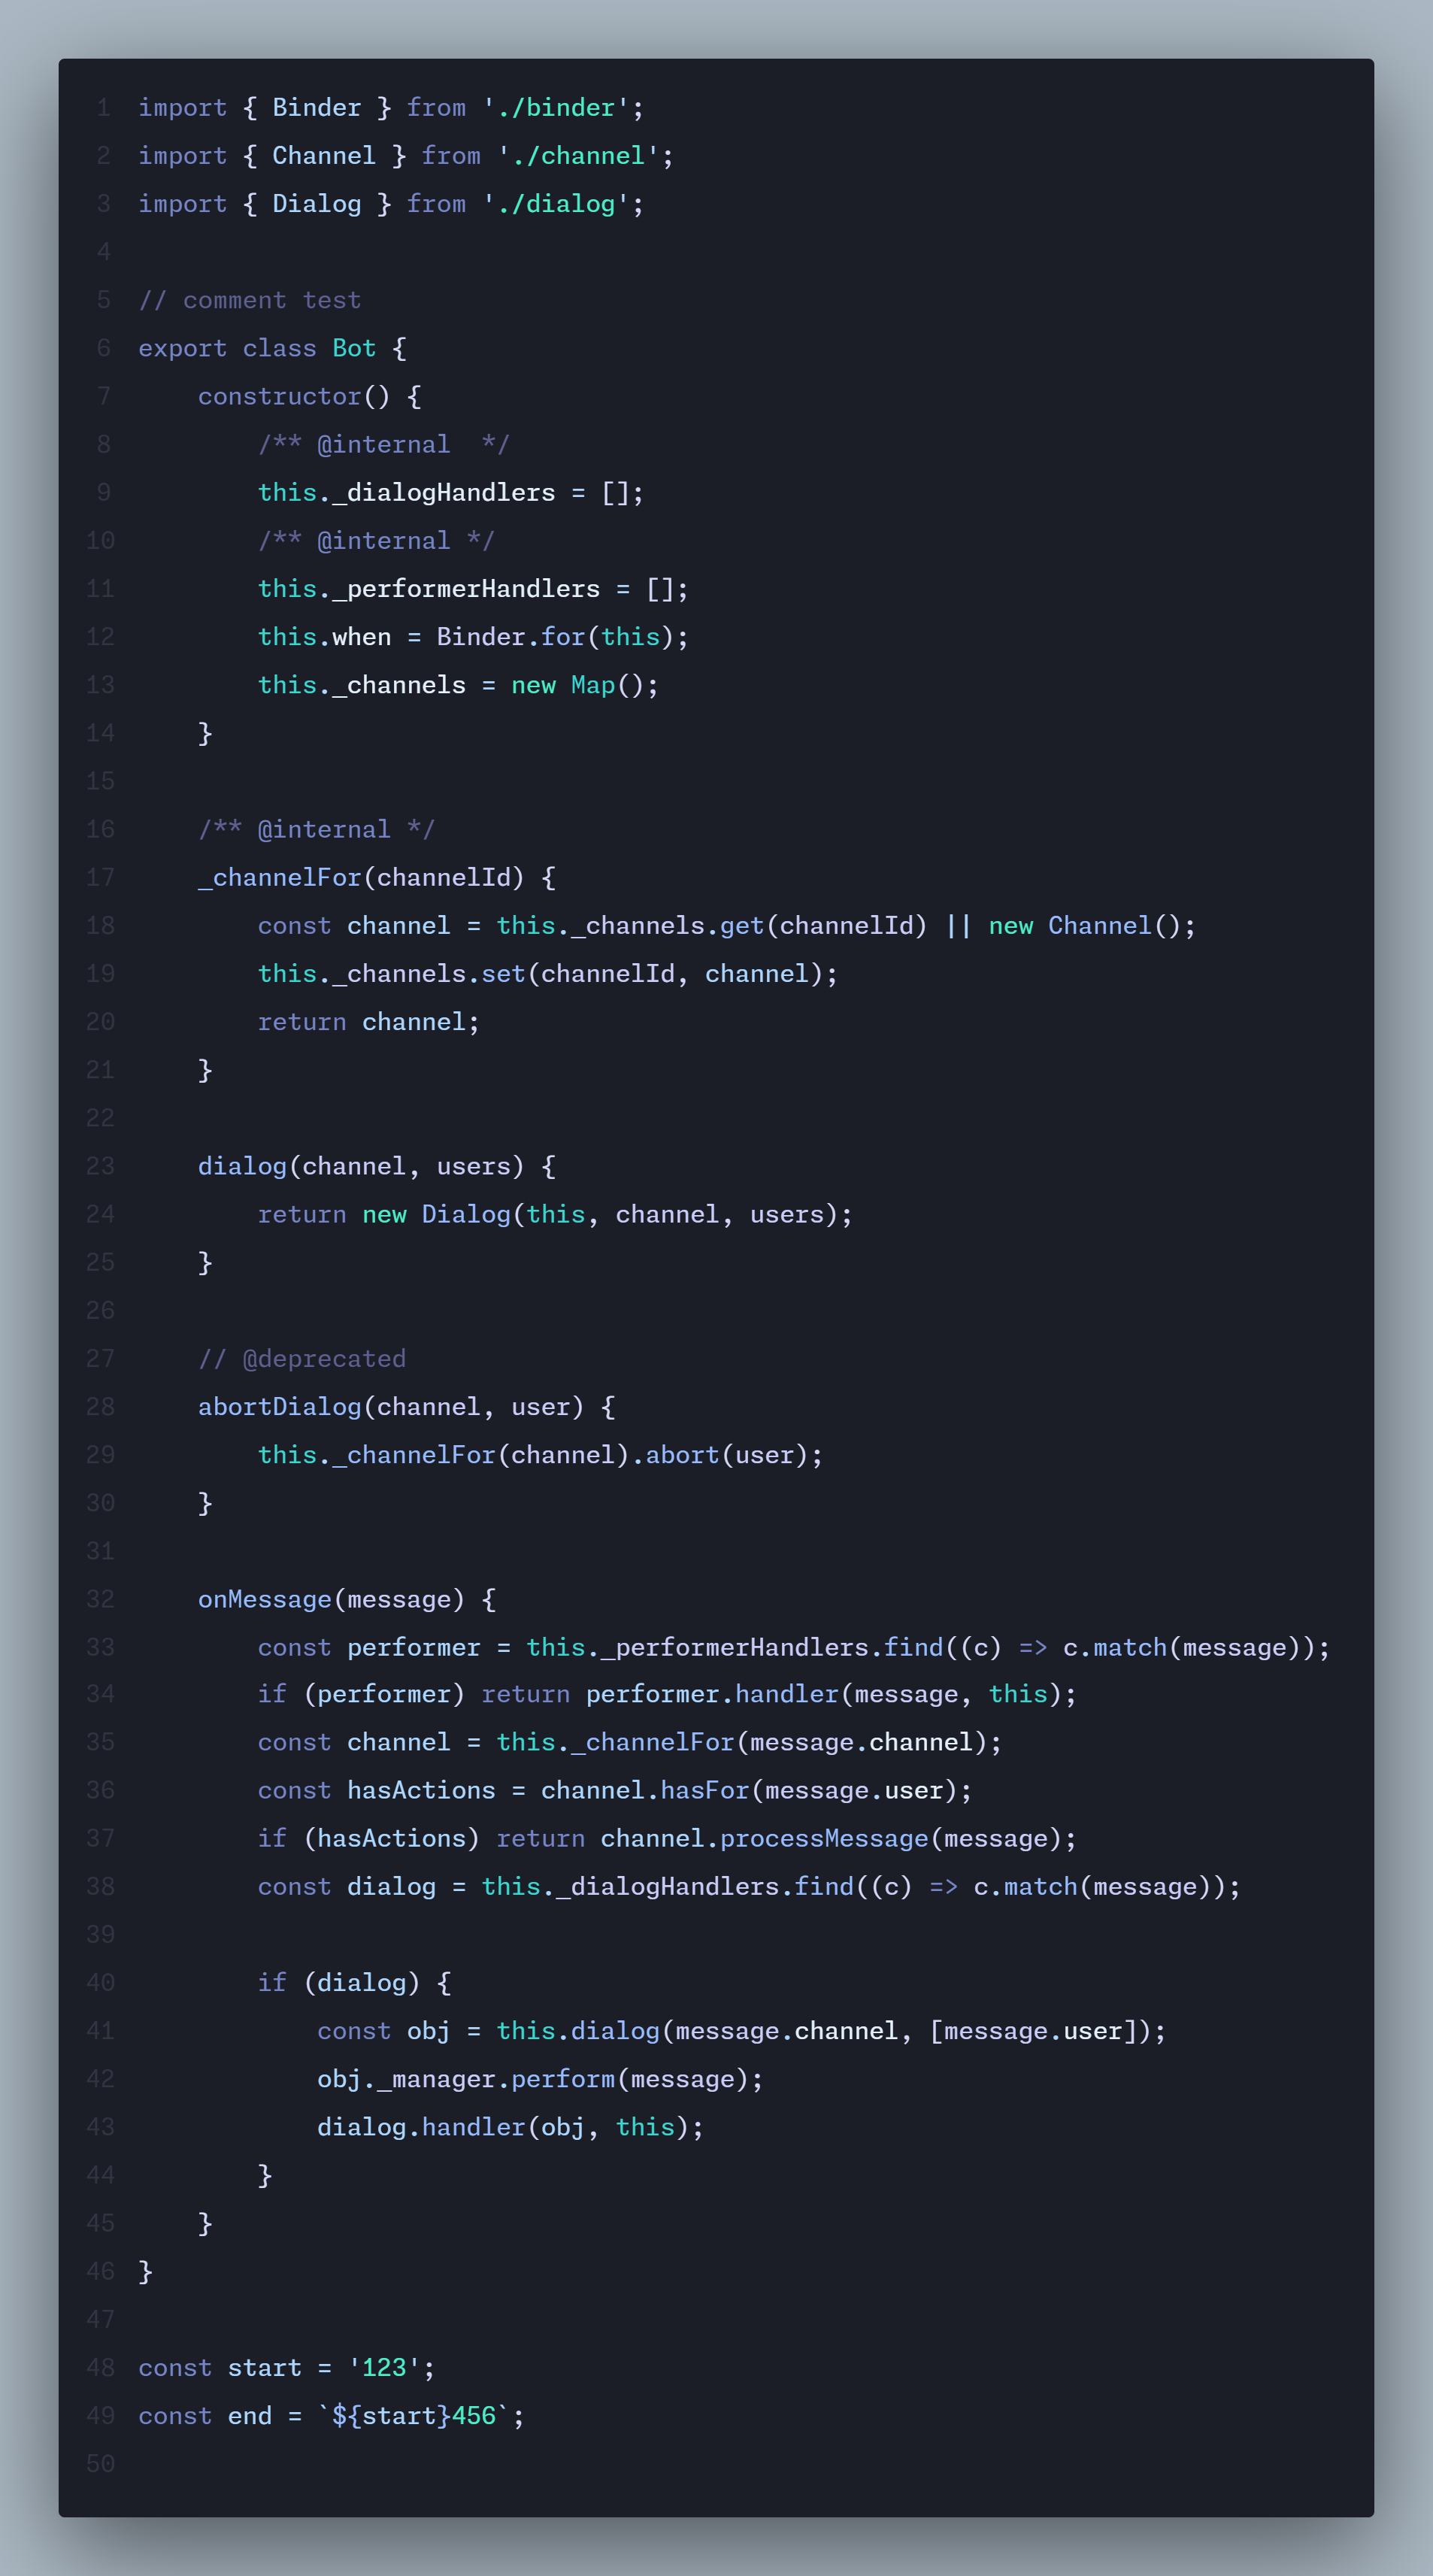 1 import { Binder } from './binder';
2 import { Channel } from './channel';
3 import { Dialog } from './dialog';
4
5 // comment test
6 export class Bot {
7     constructor() {
8         /** @internal  */
9         this._dialogHandlers = [];
10         /** @internal */
11         this._performerHandlers = [];
12         this.when = Binder.for(this);
13         this._channels = new Map();
14     }
15
16     /** @internal */
17     _channelFor(channelId) {
18         const channel = this._channels.get(channelId) || new Channel();
19         this._channels.set(channelId, channel);
20         return channel;
21     }
22
23     dialog(channel, users) {
24         return new Dialog(this, channel, users);
25     }
26
27     // @deprecated
28     abortDialog(channel, user) {
29         this._channelFor(channel).abort(user);
30     }
31
32     onMessage(message) {
33         const performer = this._performerHandlers.find((c) => c.match(message));
34         if (performer) return performer.handler(message, this);
35         const channel = this._channelFor(message.channel);
36         const hasActions = channel.hasFor(message.user);
37         if (hasActions) return channel.processMessage(message);
38         const dialog = this._dialogHandlers.find((c) => c.match(message));
39
40         if (dialog) {
41             const obj = this.dialog(message.channel, [message.user]);
42             obj._manager.perform(message);
43             dialog.handler(obj, this);
44         }
45     }
46 }
47
48 const start = '123';
49 const end = `${start}456`;
50